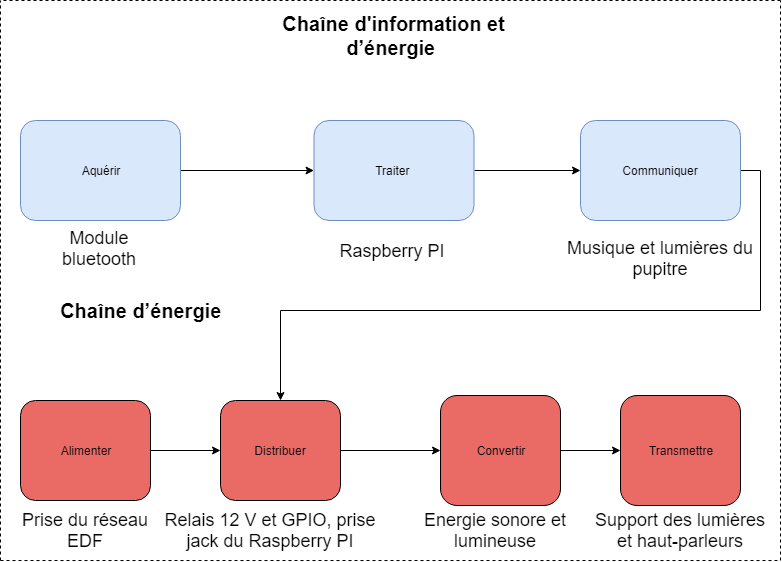 Chaîne d'information et
d’énergie
Aquérir
Traiter
Communiquer
Module
bluetooth
Raspberry PI
Musique et lumières du
pupitre
Chaîne d’énergie
Alimenter
Distribuer
Convertir
Transmettre
Prise du réseau
EDF
Relais 12 V et GPIO, prise
jack du Raspberry PI
Energie sonore et
lumineuse
Support des lumières
et haut-parleurs